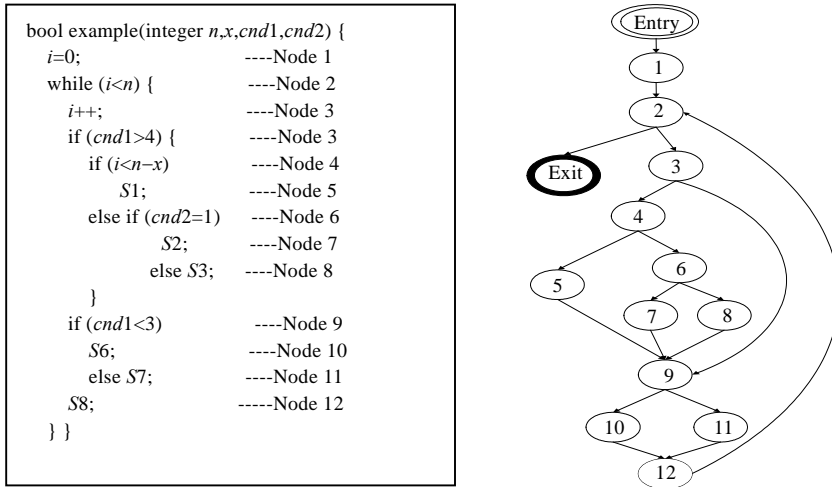 bool example(integer n,x,cnd1,cnd2) {
i=0; ----Node 1
while (i<n) { ----Node 2
i++; ----Node 3
if (cnd1>4) { ----Node 3
if (i<n−x) ----Node 4
S1; ----Node 5
else if (cnd2=1) ----Node 6
S2; ----Node 7
else S3; ----Node 8
}
if (cnd1<3) ----Node 9
S6; ----Node 10
else S7; ----Node 11
S8; -----Node 12
} }
Entry
1
2
Exit
3
4
5
6
7
8
9
10
11
12